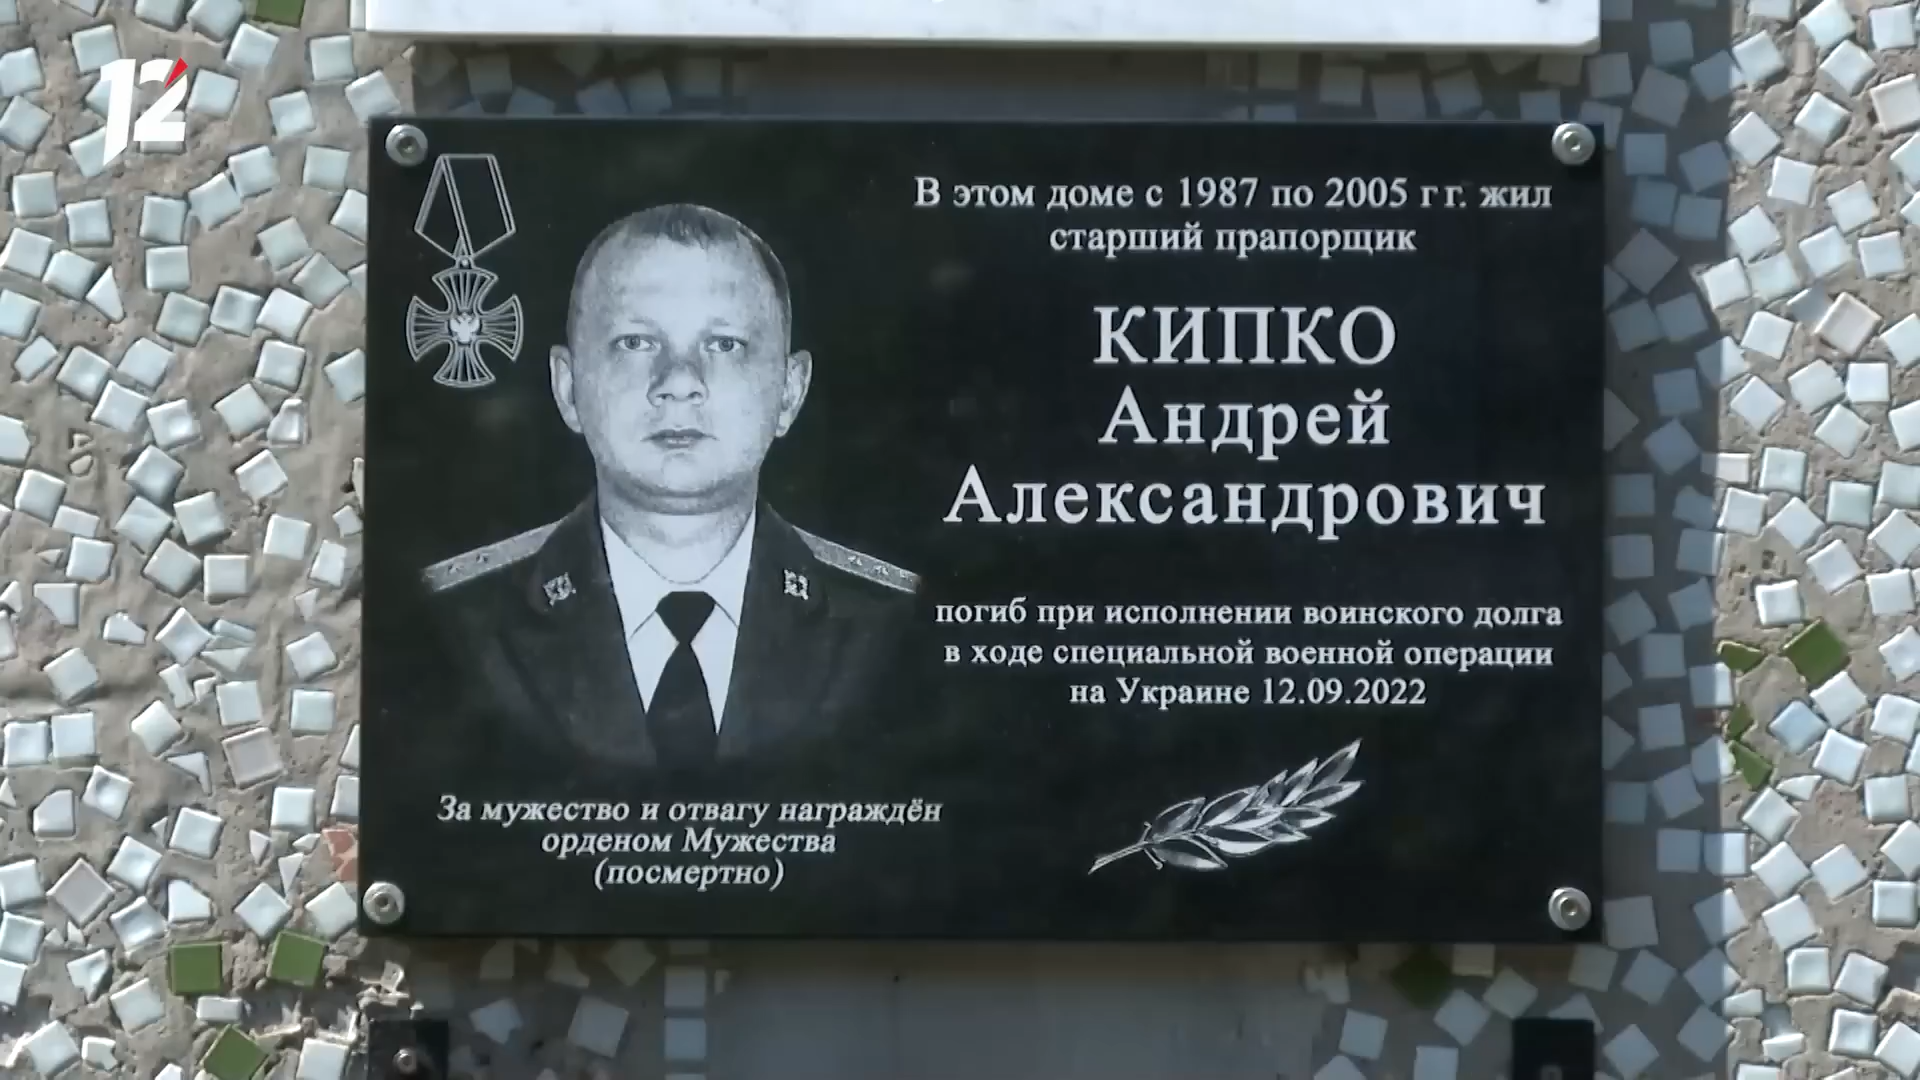 12
В этом доме с 1987 по 2005 гг. жил
старший прапорщик
КИПКО
Андрей
Александрович
погиб при исполнении воинского долга
в ходе специальной военной операции
на Украине 12.09.2022
За мужество и отвагу награждён
орденом Мужества
(посмертно)